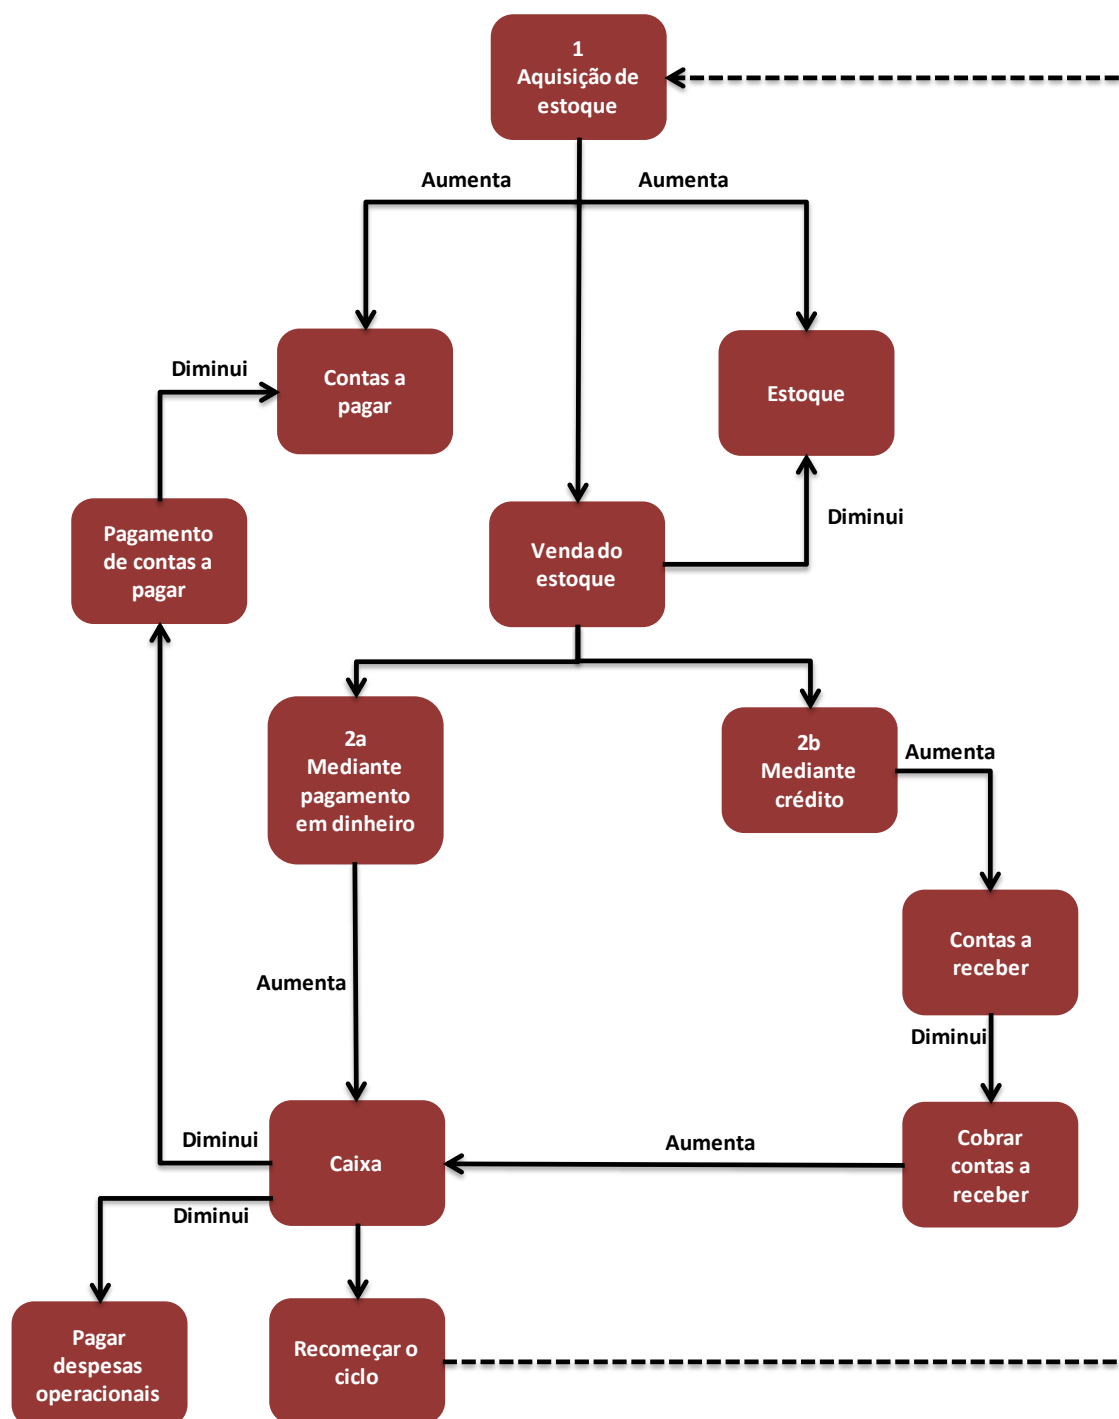 1
Aquisição de
estoque
Aumenta
Aumenta
Diminui
Contas a
pagar
Estoque
Pagamento
de contas a
pagar
Venda do
estoque
Diminui
2a
Mediante
pagamento
em dinheiro
2b
Mediante
crédito
Aumenta
Contas a
receber
Aumenta
Diminui
Diminui
Caixa
Aumenta
Cobrar
contas a
receber
Diminui
Pagar
despesas
operacionais
Recomeçar o
ciclo